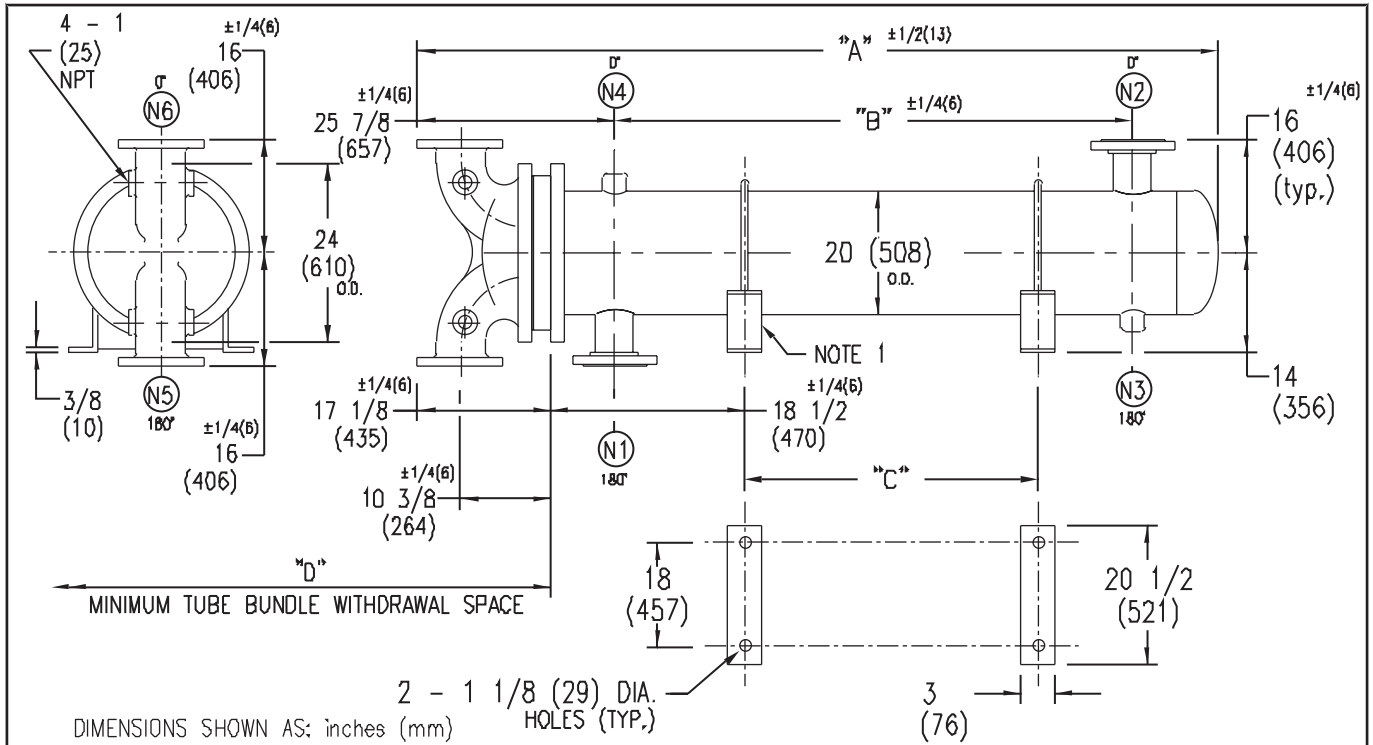 4 - 1
(25)
NPT
±1/4(6)
16
(406)
0°
N6
24
(610)
O.D.
3/8
(10)
N5
180°
±1/4(6)
16
(406)
"A" ±1/2(13)
0°
N4
0°
N2
±1/4(6)
25 7/8
(657)
"B" ±1/4(6)
±1/4(6)
16
(406)
(typ.)
20 (508)
O.D.
NOTE 1
±1/4(6)
17 1/8
(435)
±1/4(6)
18 1/2
(470)
14
(356)
N1
180°
N3
180°
±1/4(6)
10 3/8
(264)
"C"
"D"
MINIMUM TUBE BUNDLE WITHDRAWAL SPACE
18
(457)
20 1/2
(521)
2 - 1 1/8 (29) DIA.
HOLES (TYP.)
3
(76)
DIMENSIONS SHOWN AS: inches (mm)